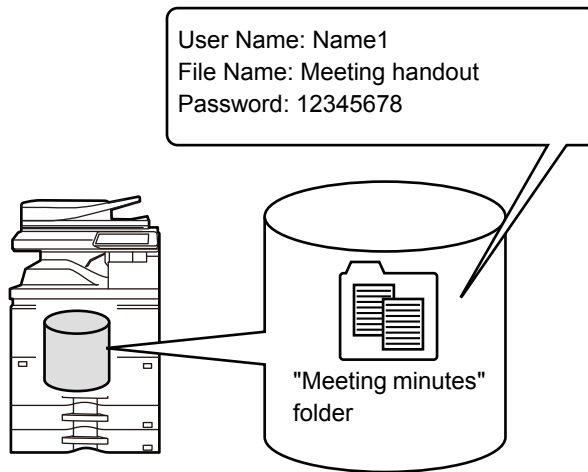 User Name: Name1
File Name: Meeting handout
Password: 12345678
"Meeting minutes"
folder